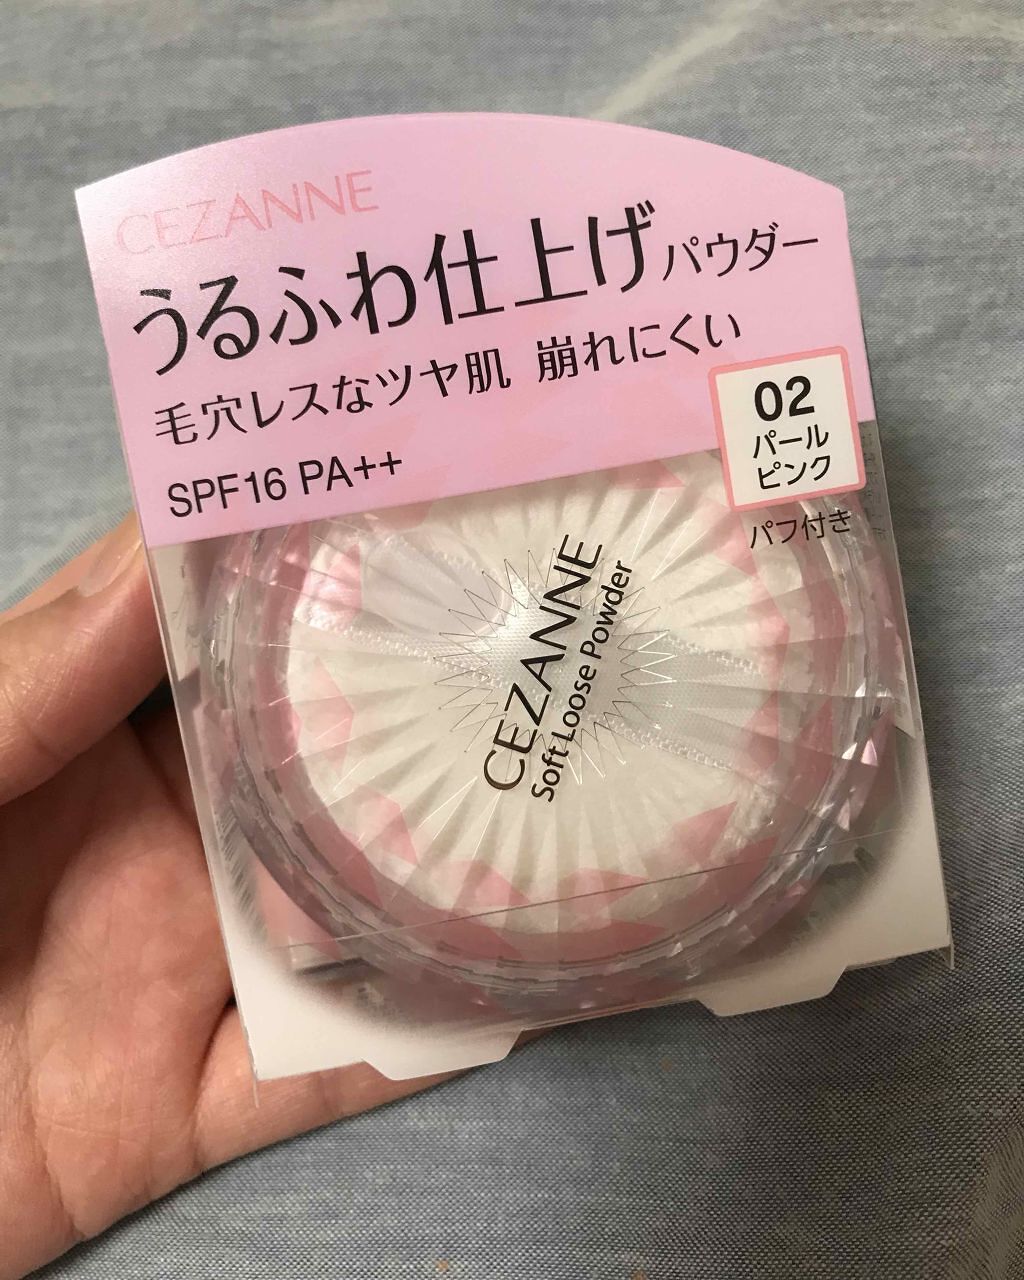 CEZANNE
うるふわ仕上げパウダー
毛穴レスなツヤ肌 崩れにくい
SPF16 PA++
02
パール
ピンク
パフ付き
CEZANNE
Soft Loose Powder